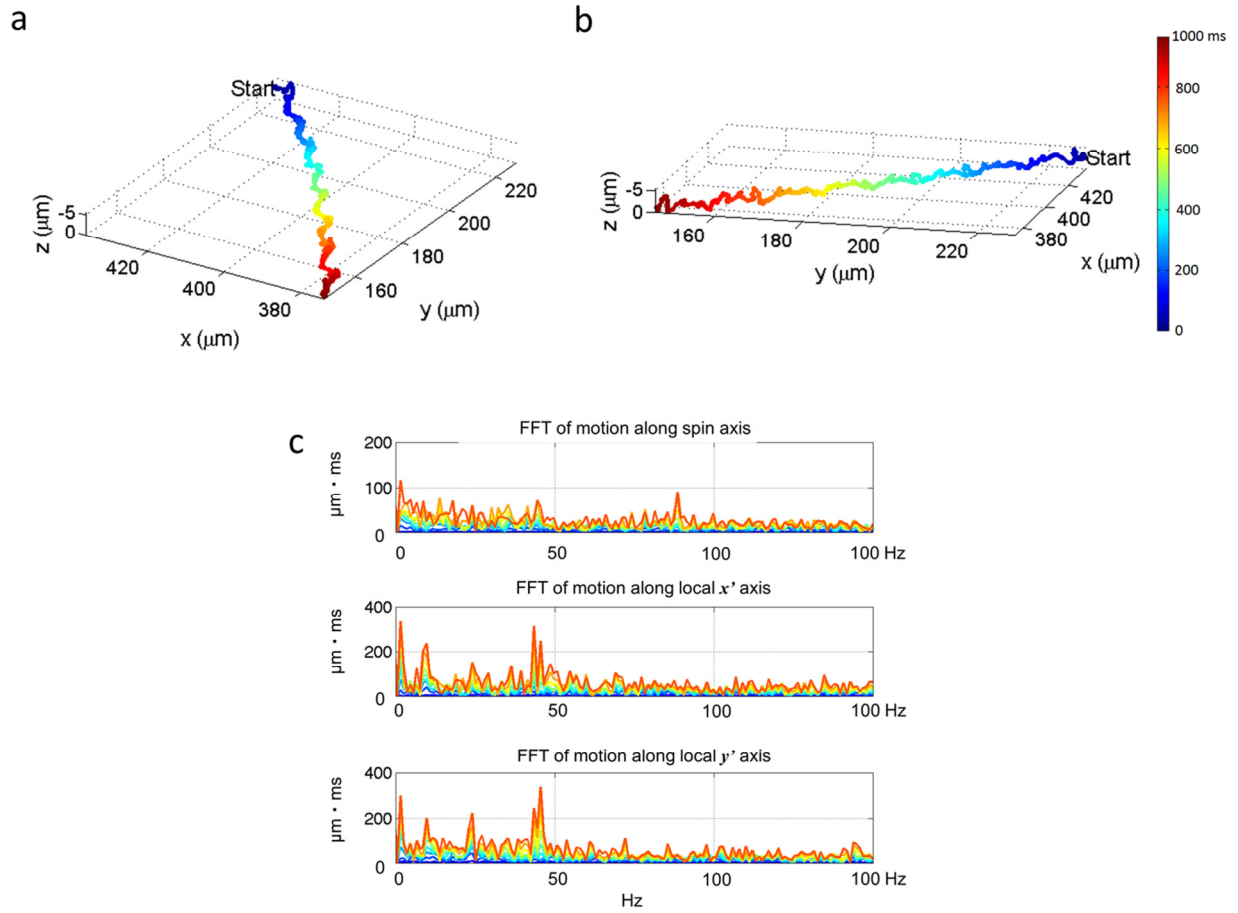 a
b
Start
z (μm)
-5
0
420
400
380
x (μm)
160
180
200
220
y (μm)
Start
z (μm)
-5
0
160
180
200
220
y (μm)
380
400
420
x (μm)
1000 ms
800
600
400
200
0
c
FFT of motion along spin axis
μm · ms
200
100
0
0 50 100 100 Hz
FFT of motion along local x' axis
μm · ms
400
200
0
0 50 100 100 Hz
FFT of motion along local y' axis
μm · ms
400
200
0
0 50 100 100 Hz
Hz